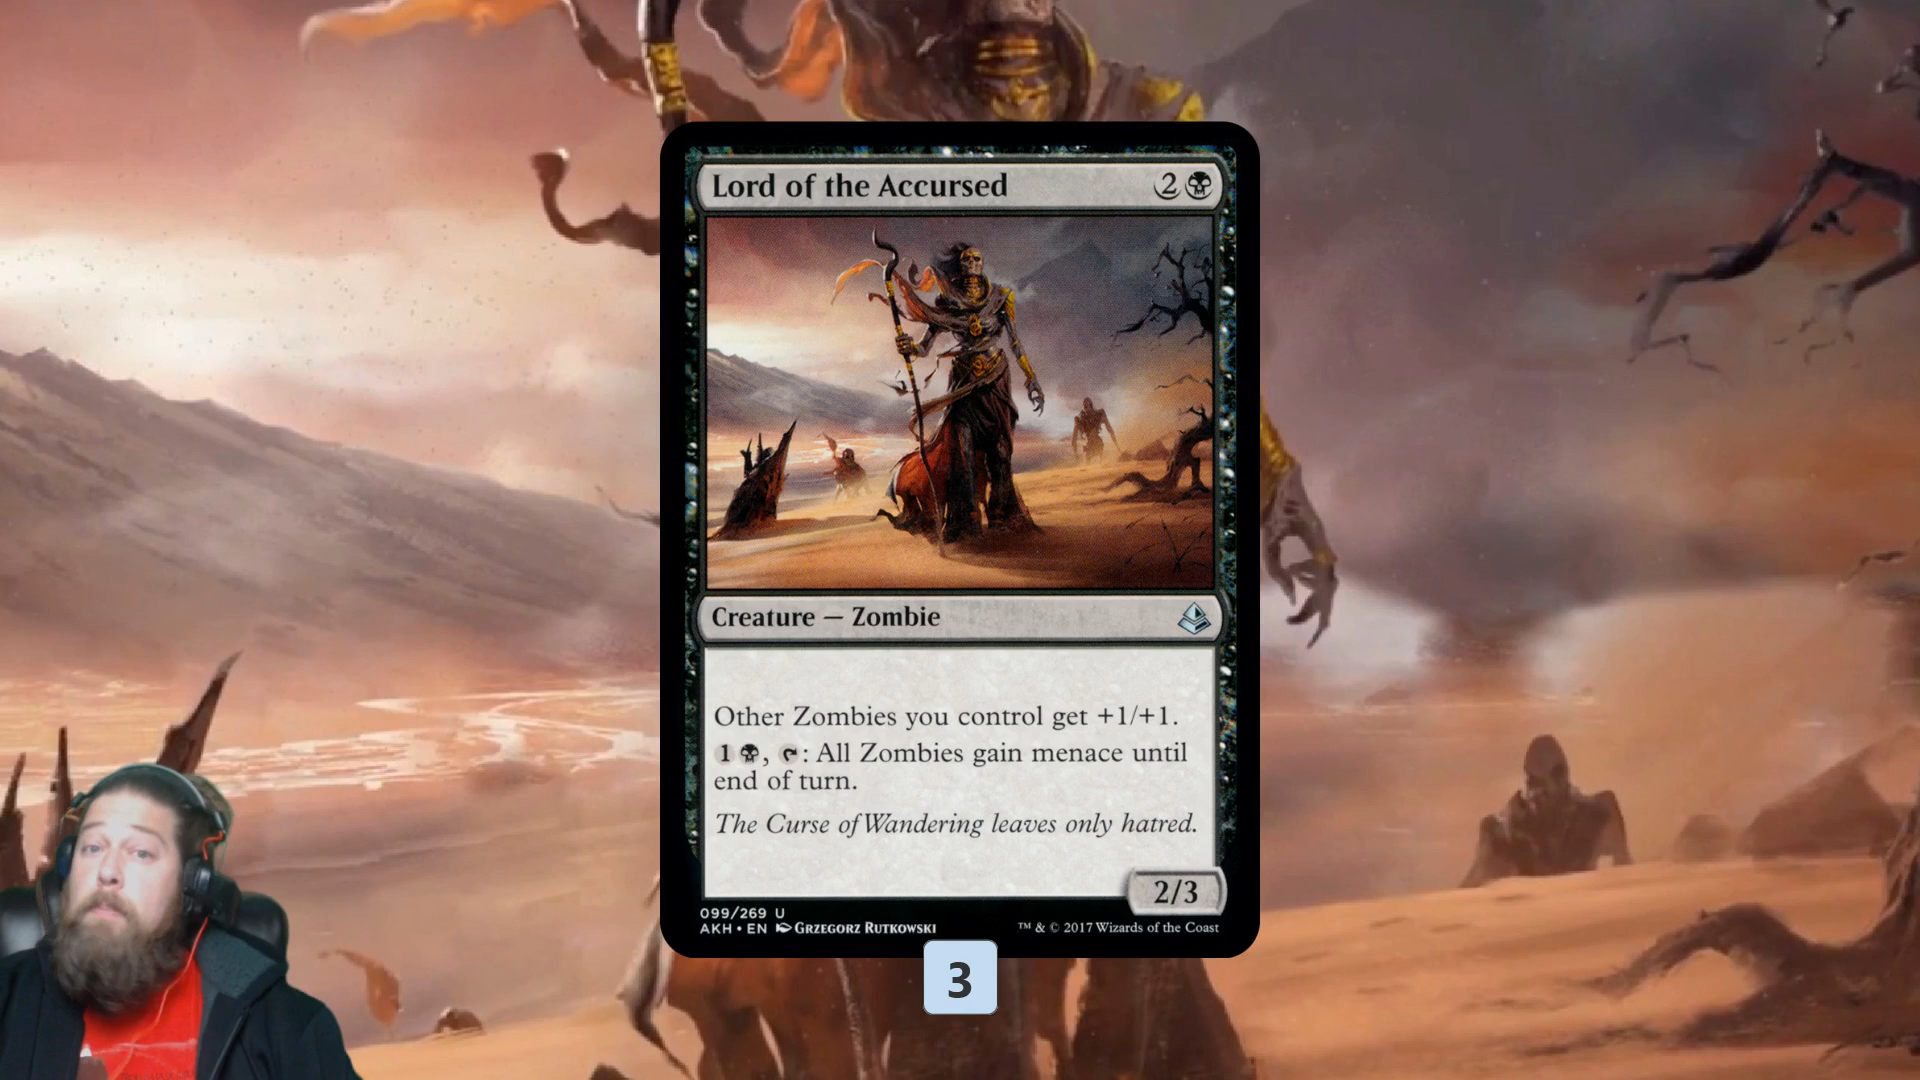 Lord of the Accursed 2
Creature — Zombie
Other Zombies you control get +1/+1.
1 , : All Zombies gain menace until
end of turn.
The Curse of Wandering leaves only hatred.
2/3
099/269 U
AKH • EN Grzegorz Rutkowski
™ & © 2017 Wizards of the Coast
3